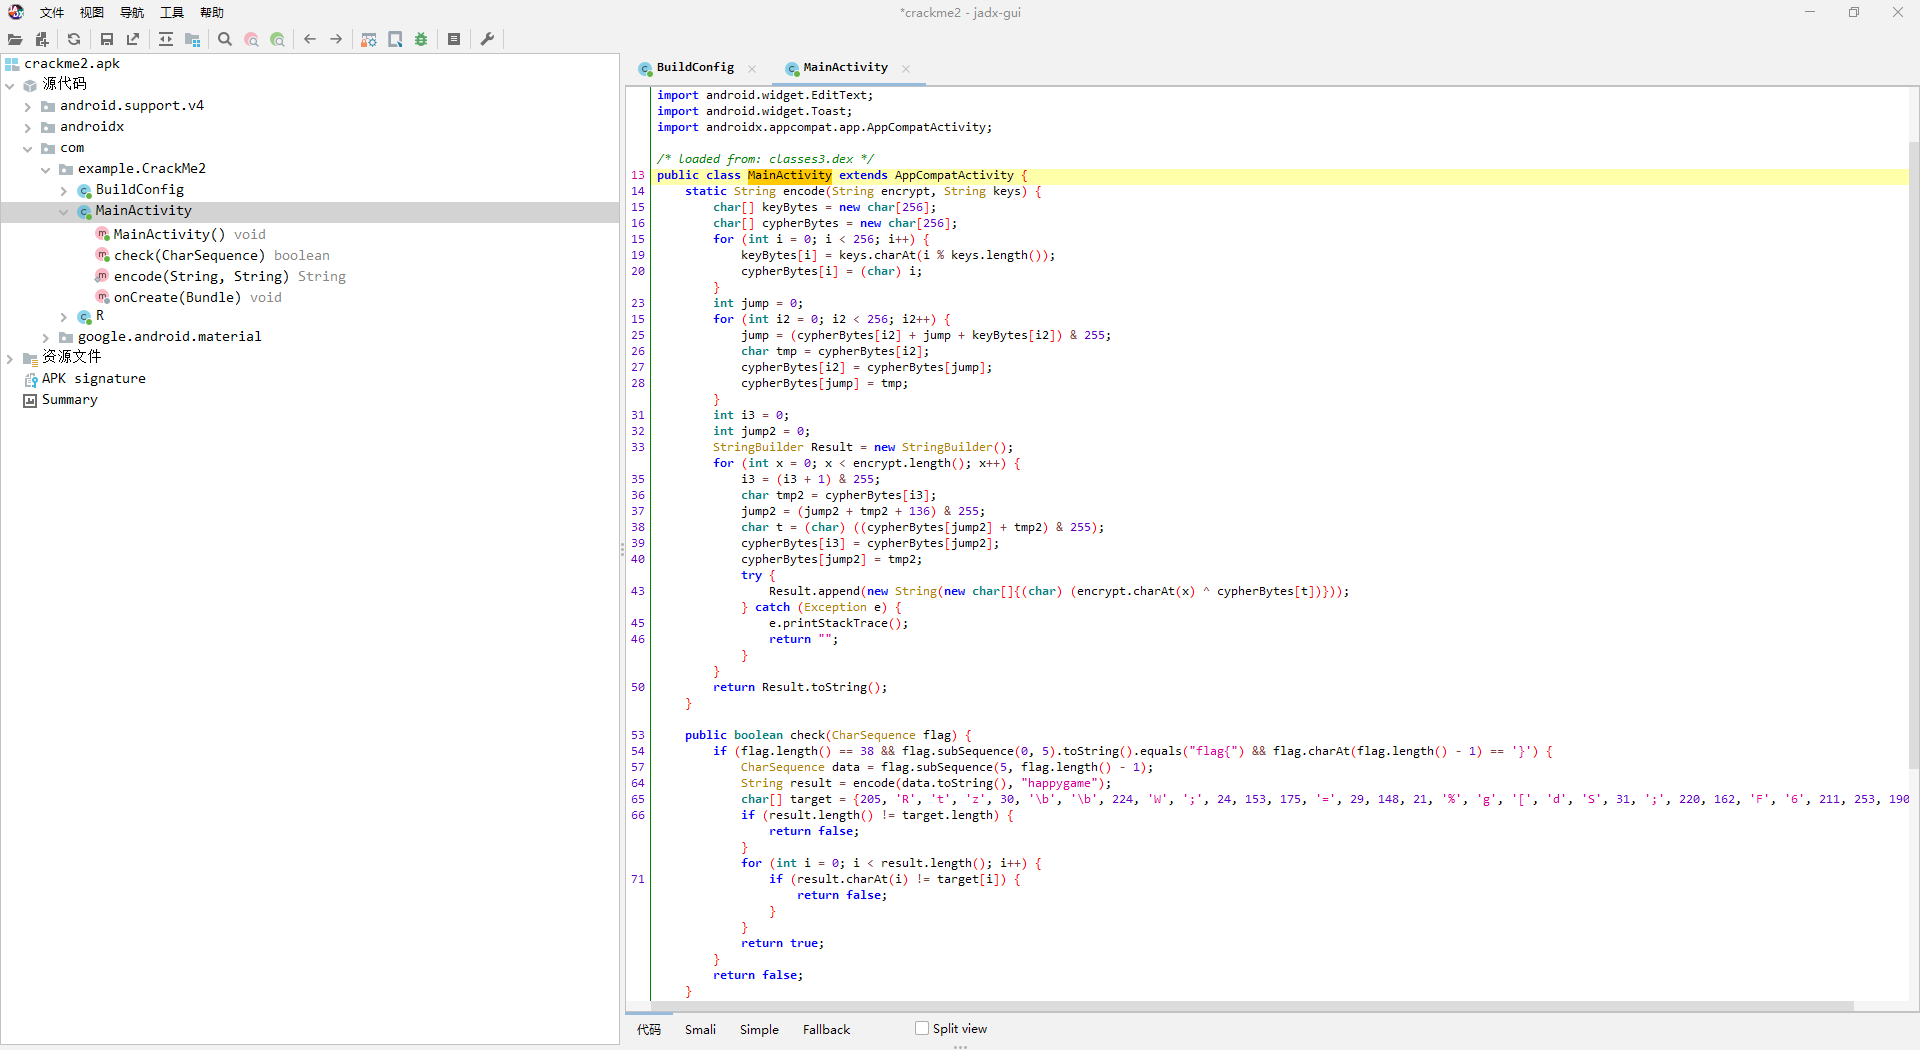 文件 视图 导航 工具 帮助
*crackme2 - jadx-gui
crackme2.apk
源代码
android.support.v4
androidx
com
example.CrackMe2
BuildConfig
MainActivity
MainActivity() void
check(CharSequence) boolean
encode(String, String) String
onCreate(Bundle) void
R
google.android.material
资源文件
APK signature
Summary
BuildConfig MainActivity
import android.widget.EditText;
import android.widget.Toast;
import androidx.appcompat.app.AppCompatActivity;
/* loaded from: classes3.dex */
13 public class MainActivity extends AppCompatActivity {
14 static String encode(String encrypt, String keys) {
15 char[] keyBytes = new char[256];
16 char[] cypherBytes = new char[256];
15 for (int i = 0; i < 256; i++) {
19 keyBytes[i] = keys.charAt(i % keys.length());
20 cypherBytes[i] = (char) i;
}
23 int jump = 0;
15 for (int i2 = 0; i2 < 256; i2++) {
25 jump = (cypherBytes[i2] + jump + keyBytes[i2]) & 255;
26 char tmp = cypherBytes[i2];
27 cypherBytes[i2] = cypherBytes[jump];
28 cypherBytes[jump] = tmp;
}
31 int i3 = 0;
32 int jump2 = 0;
33 StringBuilder Result = new StringBuilder();
for (int x = 0; x < encrypt.length(); x++) {
35 i3 = (i3 + 1) & 255;
36 char tmp2 = cypherBytes[i3];
37 jump2 = (jump2 + tmp2 + 136) & 255;
38 char t = (char) ((cypherBytes[jump2] + tmp2) & 255);
39 cypherBytes[i3] = cypherBytes[jump2];
40 cypherBytes[jump2] = tmp2;
try {
43 Result.append(new String(new char[]{(char) (encrypt.charAt(x) ^ cypherBytes[t])}));
} catch (Exception e) {
45 e.printStackTrace();
46 return "";
}
}
50 return Result.toString();
}
53 public boolean check(CharSequence flag) {
54 if (flag.length() == 38 && flag.subSequence(0, 5).toString().equals("flag{") && flag.charAt(flag.length() - 1) == '}') {
57 CharSequence data = flag.subSequence(5, flag.length() - 1);
64 String result = encode(data.toString(), "happygame");
65 char[] target = {205, 'R', 't', 'z', 30, '\b', '\b', 224, 'W', ';', 24, 153, 175, '=', 29, 148, 21, '%', 'g', '[', 'd', 'S', 31, ';', 220, 162, 'F', '6', 211, 253, 190
66 if (result.length() != target.length) {
return false;
}
for (int i = 0; i < result.length(); i++) {
71 if (result.charAt(i) != target[i]) {
return false;
}
}
return true;
}
return false;
}
代码 Smali Simple Fallback Split view